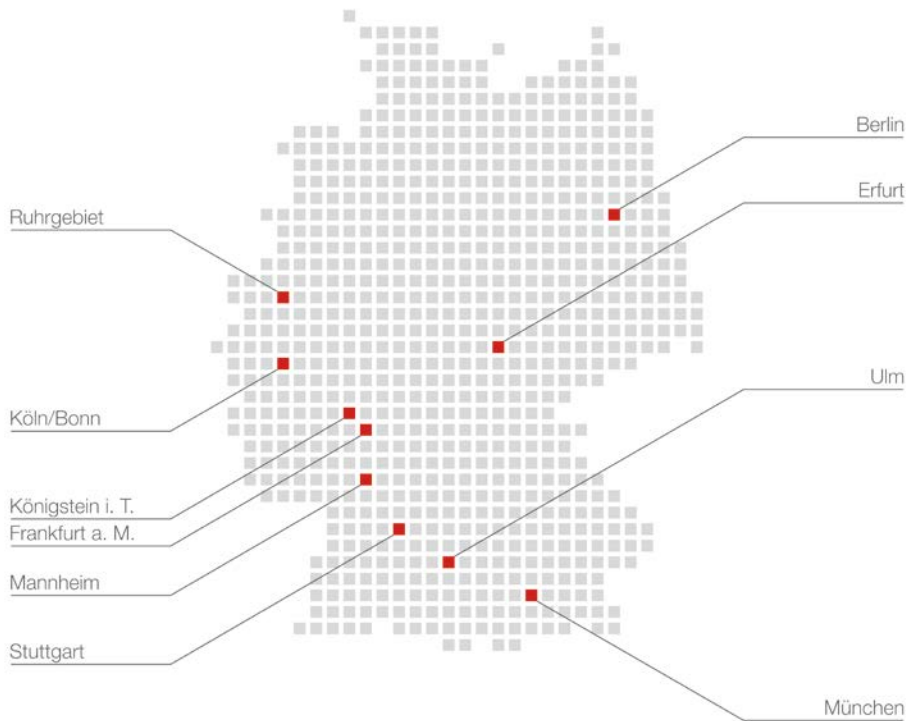 Berlin
Erfurt
Ruhrgebiet
Ulm
Köln/Bonn
Königstein i. T.
Frankfurt a. M.
Mannheim
Stuttgart
München